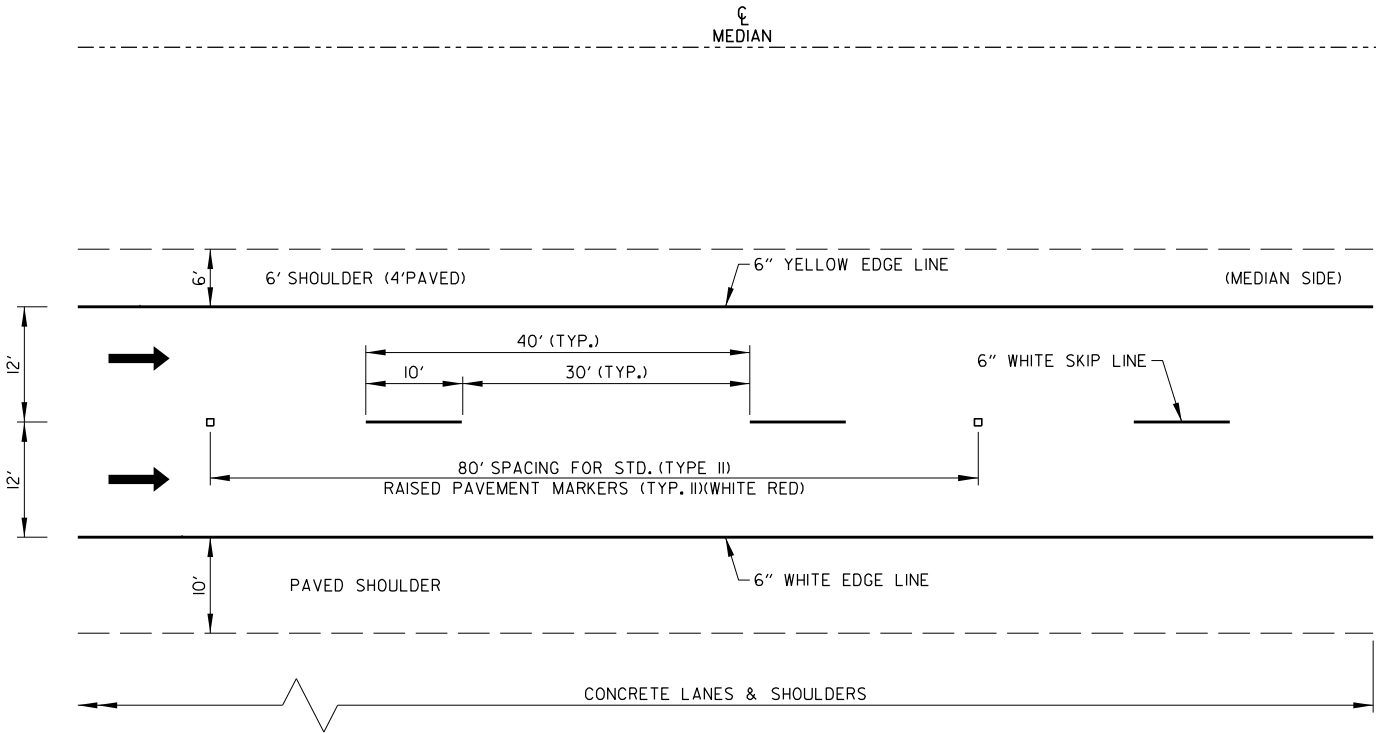 ℄
MEDIAN
6'
6' SHOULDER (4'PAVED)
6" YELLOW EDGE LINE
(MEDIAN SIDE)
12'
40' (TYP.)
10'
30' (TYP.)
6" WHITE SKIP LINE
12'
80' SPACING FOR STD. (TYPE II)
RAISED PAVEMENT MARKERS (TYP. II)(WHITE RED)
10'
PAVED SHOULDER
6" WHITE EDGE LINE
CONCRETE LANES & SHOULDERS